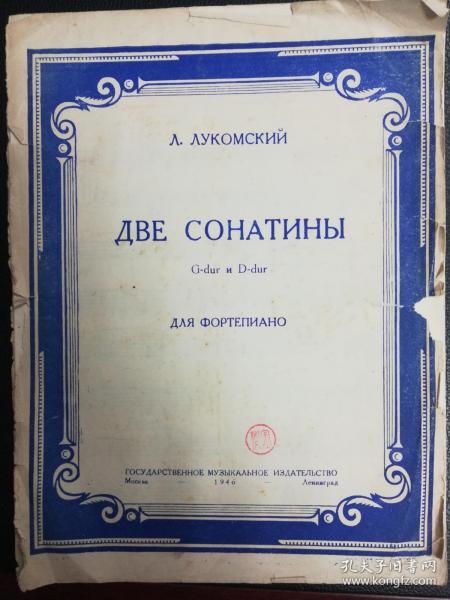 Л. ЛУКОМСКИЙ
ДВЕ СОНАТИНЫ
G-dur и D-dur
ДЛЯ ФОРТЕПИАНО
ГОСУДАРСТВЕННОЕ МУЗЫКАЛЬНОЕ ИЗДАТЕЛЬСТВО
Москва — 1946 — Ленинград
孔夫子旧书网
www.kongfz.com